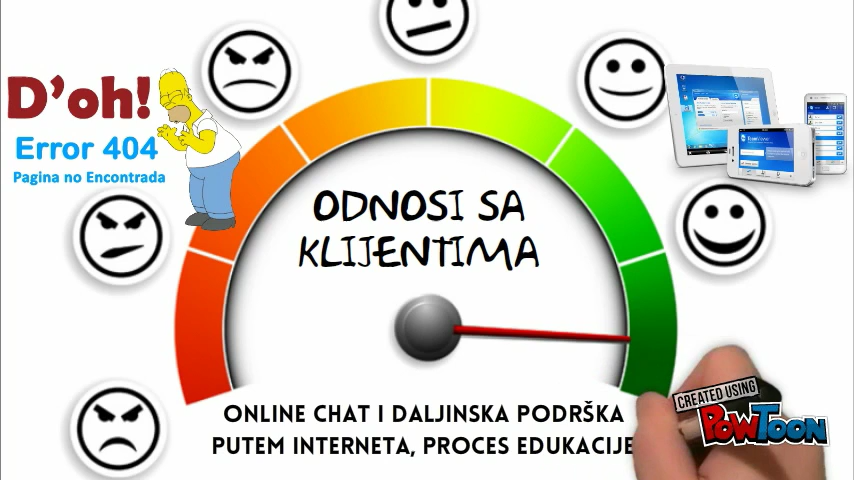 D'oh!
Error 404
Pagina no Encontrada
ODNOSI SA
KLIJENTIMA
ONLINE CHAT I DALJINSKA PODRŠKA
PUTEM INTERNETA, PROCES EDUKACIJE
CREATED USING
POWTOON